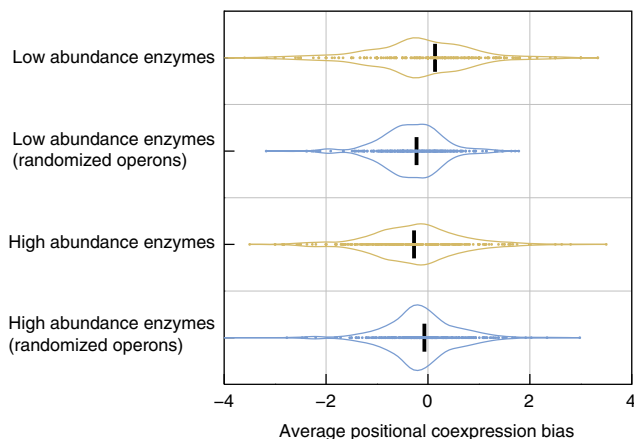 Low abundance enzymes
Low abundance enzymes
(randomized operons)
High abundance enzymes
High abundance enzymes
(randomized operons)
−4 −2 0 2 4
Average positional coexpression bias